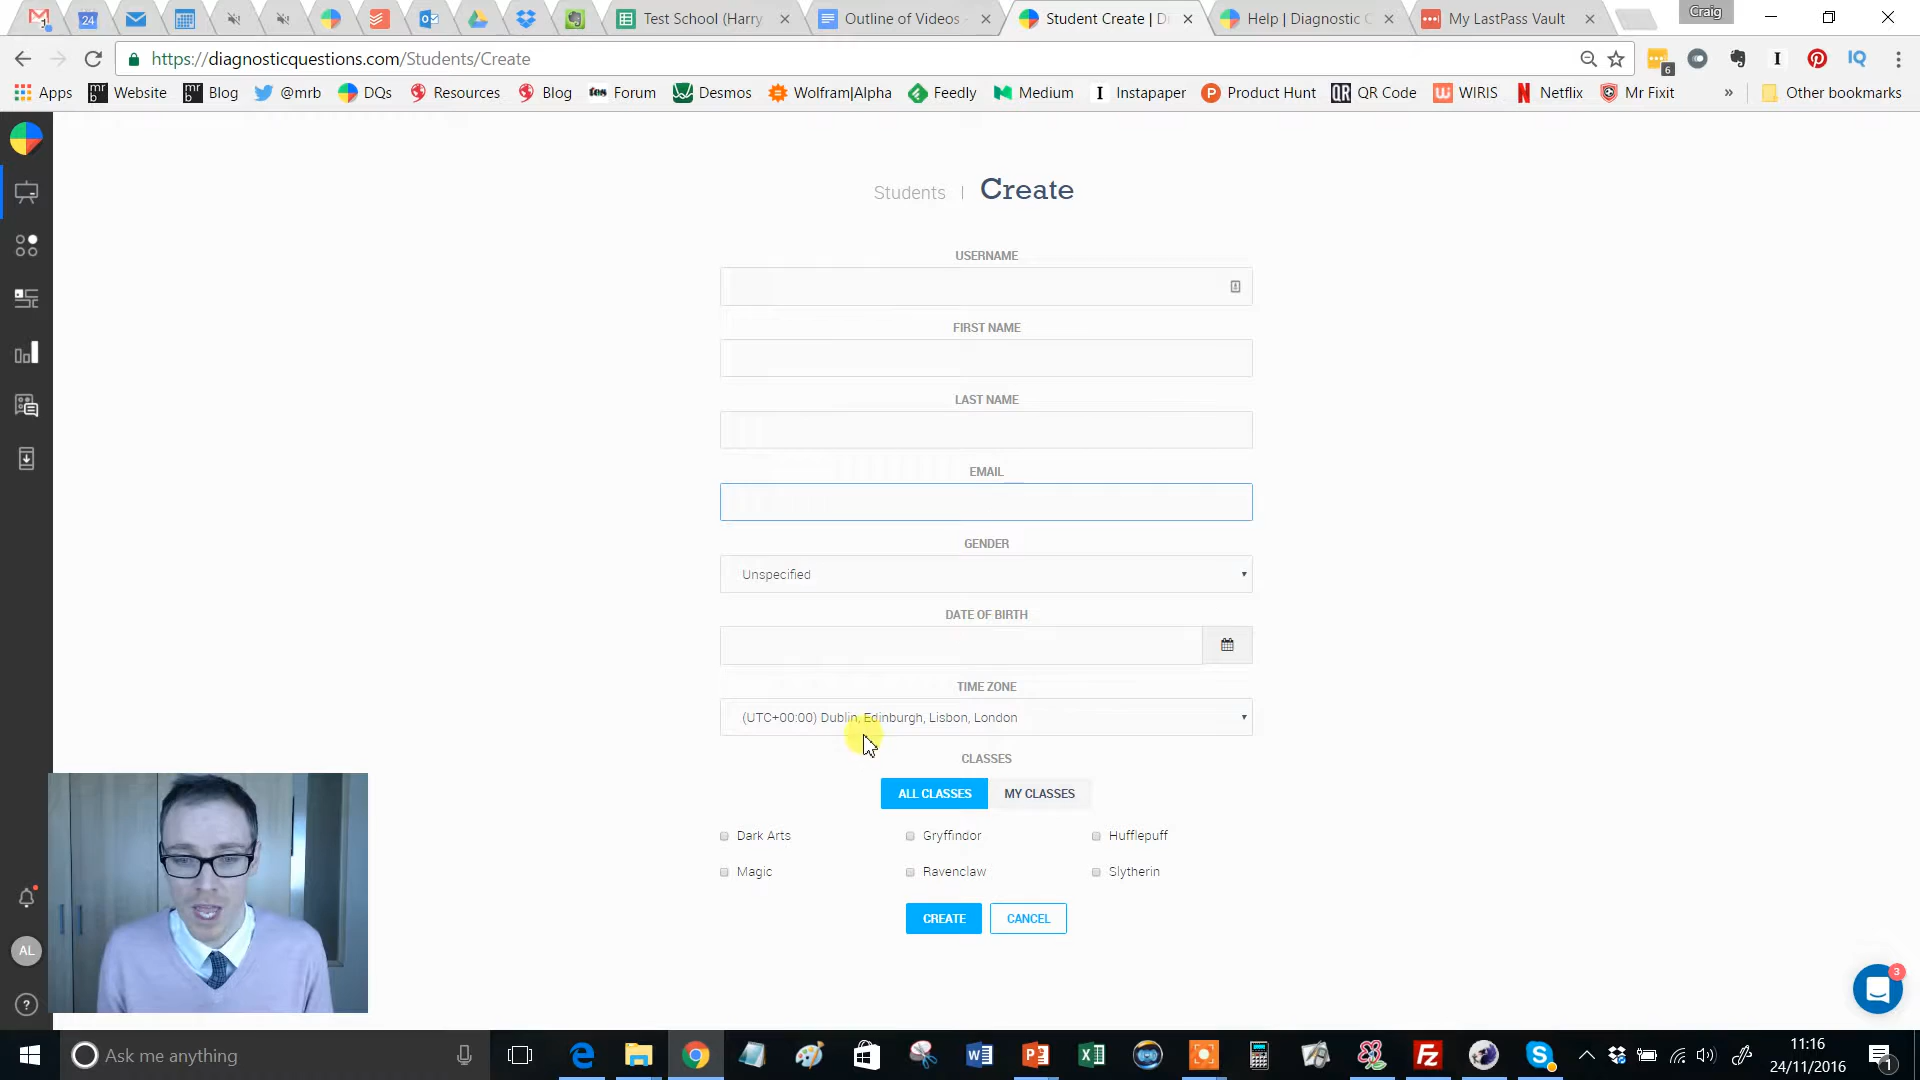 Test School (Harry
Outline of Videos -
Student Create | Di
Help | Diagnostic C
My LastPass Vault
Craig
https://diagnosticquestions.com/Students/Create
6
Apps
Website
Blog
@mrb
DQs
Resources
Blog
Forum
Desmos
Wolfram|Alpha
Feedly
Medium
Instapaper
Product Hunt
QR Code
WIRIS
Netflix
Mr Fixit
»
Other bookmarks
Students | Create
USERNAME
FIRST NAME
LAST NAME
EMAIL
GENDER
Unspecified
DATE OF BIRTH
TIME ZONE
(UTC+00:00) Dublin, Edinburgh, Lisbon, London
CLASSES
ALL CLASSES
MY CLASSES
Dark Arts
Gryffindor
Hufflepuff
Magic
Ravenclaw
Slytherin
CREATE
CANCEL
AL
?
3
Ask me anything
11:16
24/11/2016
1